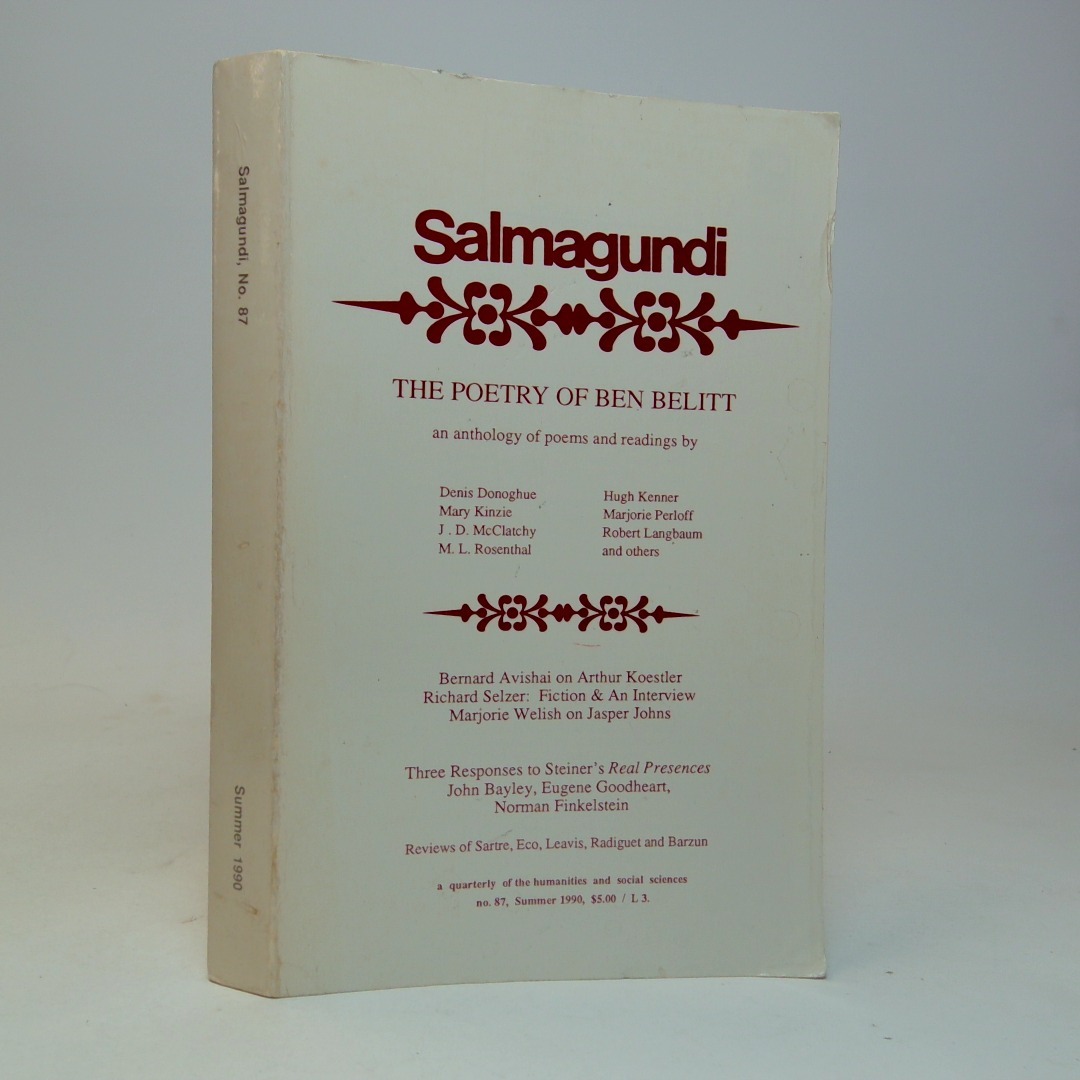 Salmagundi, No. 87
Summer 1990
Salmagundi
THE POETRY OF BEN BELITT
an anthology of poems and readings by
Denis Donoghue
Mary Kinzie
J . D. McClatchy
M. L. Rosenthal
Hugh Kenner
Marjorie Perloff
Robert Langbaum
and others
Bernard Avishai on Arthur Koestler
Richard Selzer: Fiction & An Interview
Marjorie Welish on Jasper Johns
Three Responses to Steiner's Real Presences
John Bayley, Eugene Goodheart,
Norman Finkelstein
Reviews of Sartre, Eco, Leavis, Radiguet and Barzun
a quarterly of the humanities and social sciences
no. 87, Summer 1990, $5.00 / L 3.